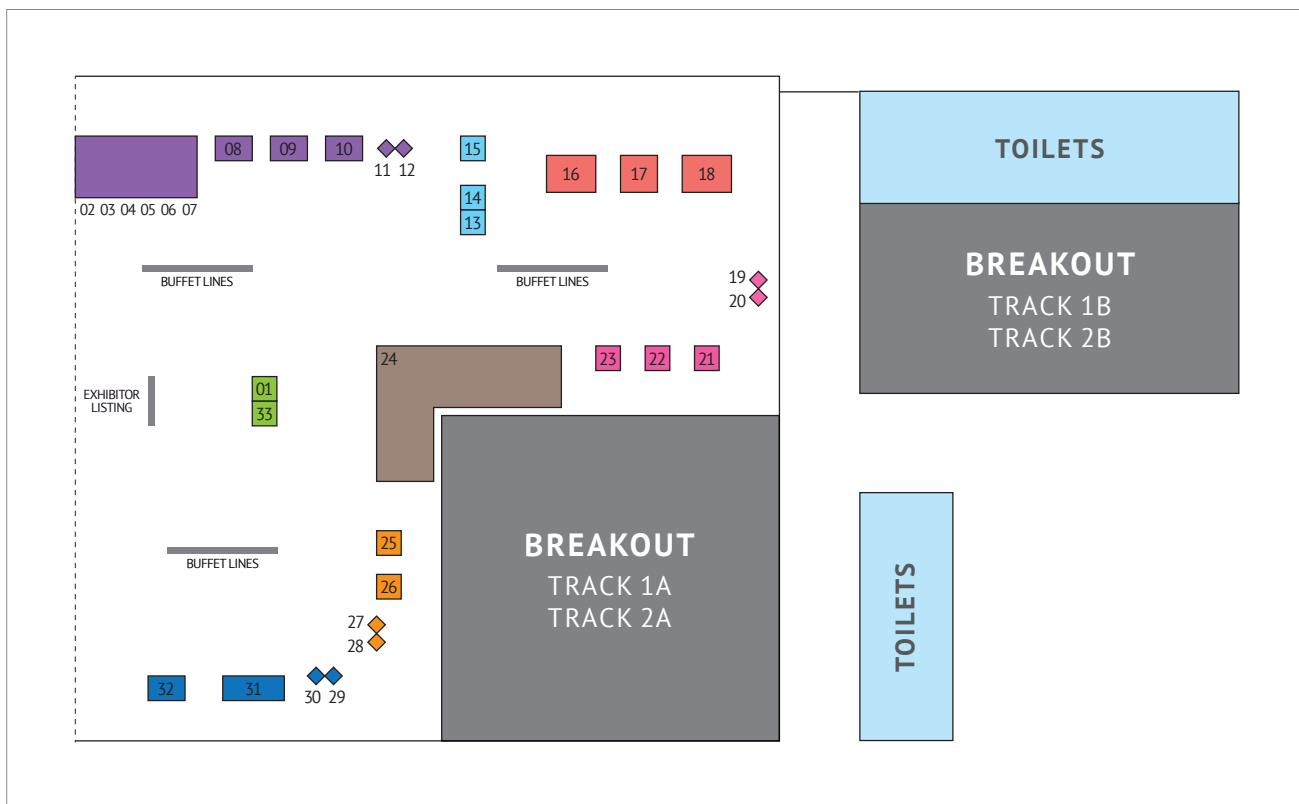 TOILETS
08
09
10
15
11 12
16
17
18
14
02 03 04 05 06 07
13
BREAKOUT
TRACK 1B
TRACK 2B
BUFFET LINES
BUFFET LINES
19
20
24
23
22
21
EXHIBITOR
LISTING
01
33
BREAKOUT
TRACK 1A
TRACK 2A
25
BUFFET LINES
26
TOILETS
27
28
32
31
30 29